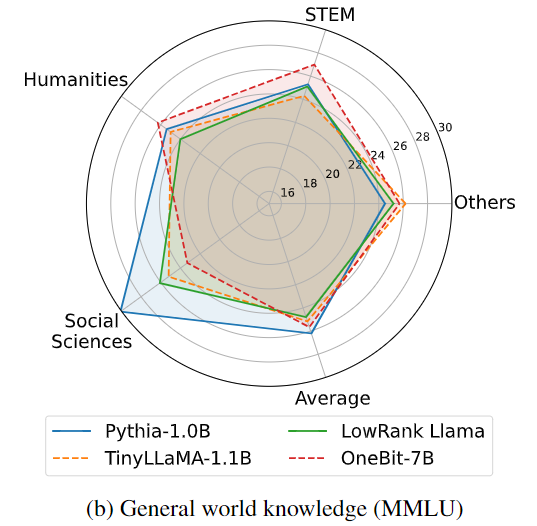 STEM
Humanities
30
28
26
24
22
20
18
16
Others
Social
Sciences
Average
Pythia-1.0B
LowRank Llama
TinyLLaMA-1.1B
OneBit-7B
(b) General world knowledge (MMLU)